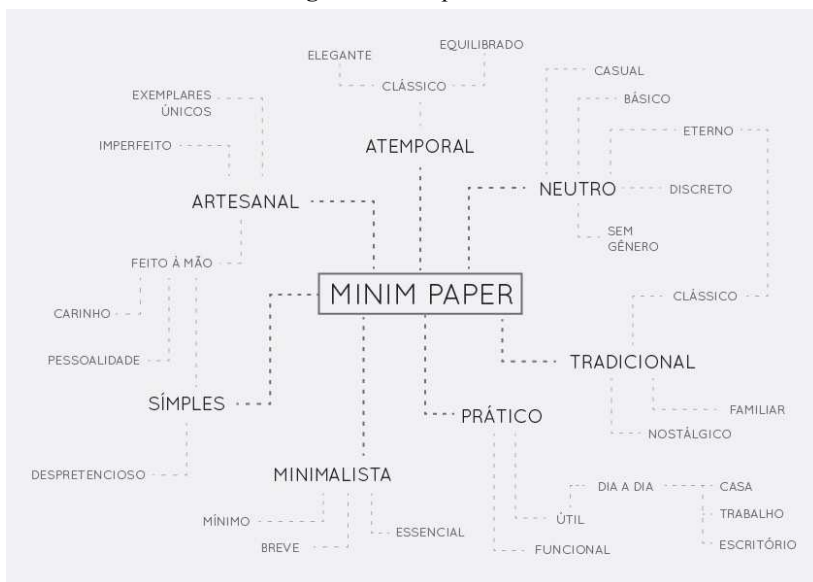 ELEGANTE
EQUILIBRADO
CLÁSSICO
CASUAL
BÁSICO
ETERNO
EXEMPLARES
ÚNICOS
IMPERFEITO
ATEMPORAL
ARTESANAL
NEUTRO
DISCRETO
SEM
GÊNERO
FEITO À MÃO
CARINHO
PESSOALIDADE
MINIM PAPER
CLÁSSICO
TRADICIONAL
FAMILIAR
NOSTÁLGICO
SÍMPLES
DESPRETENCIOSO
PRÁTICO
MINIMALISTA
MÍNIMO
BREVE
ESSENCIAL
DIA A DIA
CASA
TRABALHO
ESCRITÓRIO
ÚTIL
FUNCIONAL